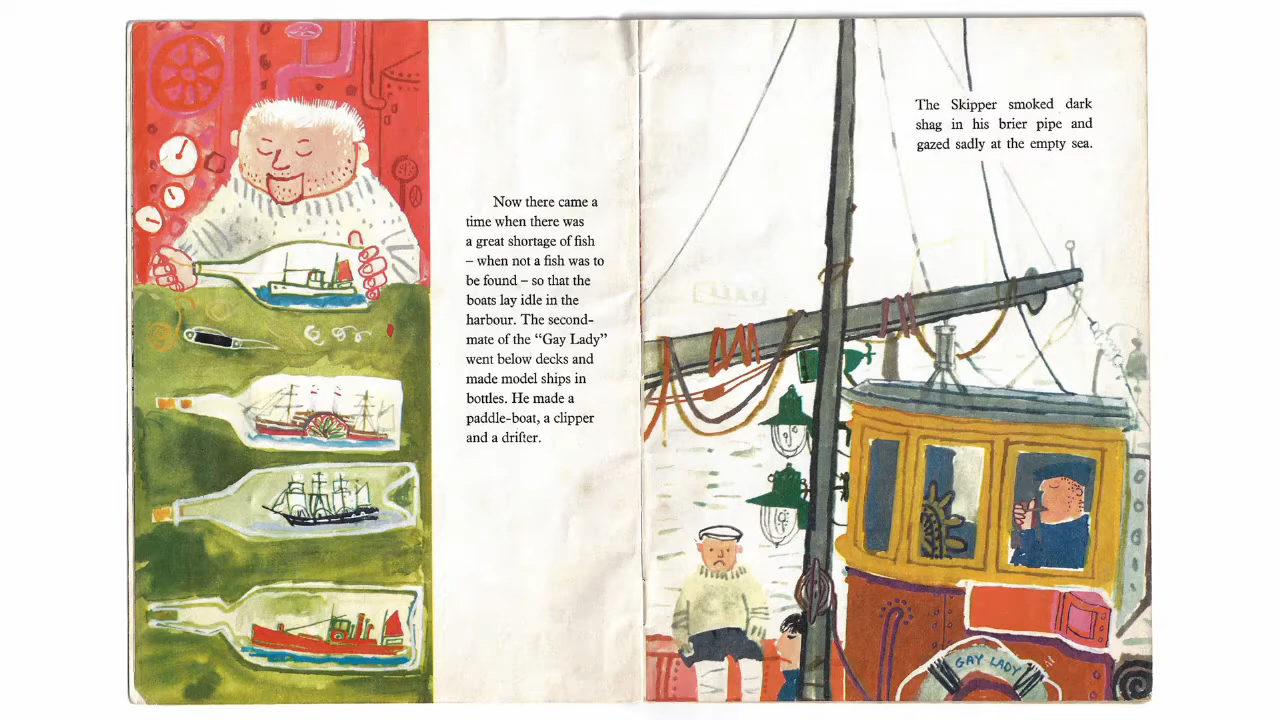 Now there came a
time when there was
a great shortage of fish
– when not a fish was to
be found – so that the
boats lay idle in the
harbour. The second-
mate of the “Gay Lady”
went below decks and
made model ships in
bottles. He made a
paddle-boat, a clipper
and a drifter.
The Skipper smoked dark
shag in his brier pipe and
gazed sadly at the empty sea.
GAY LADY